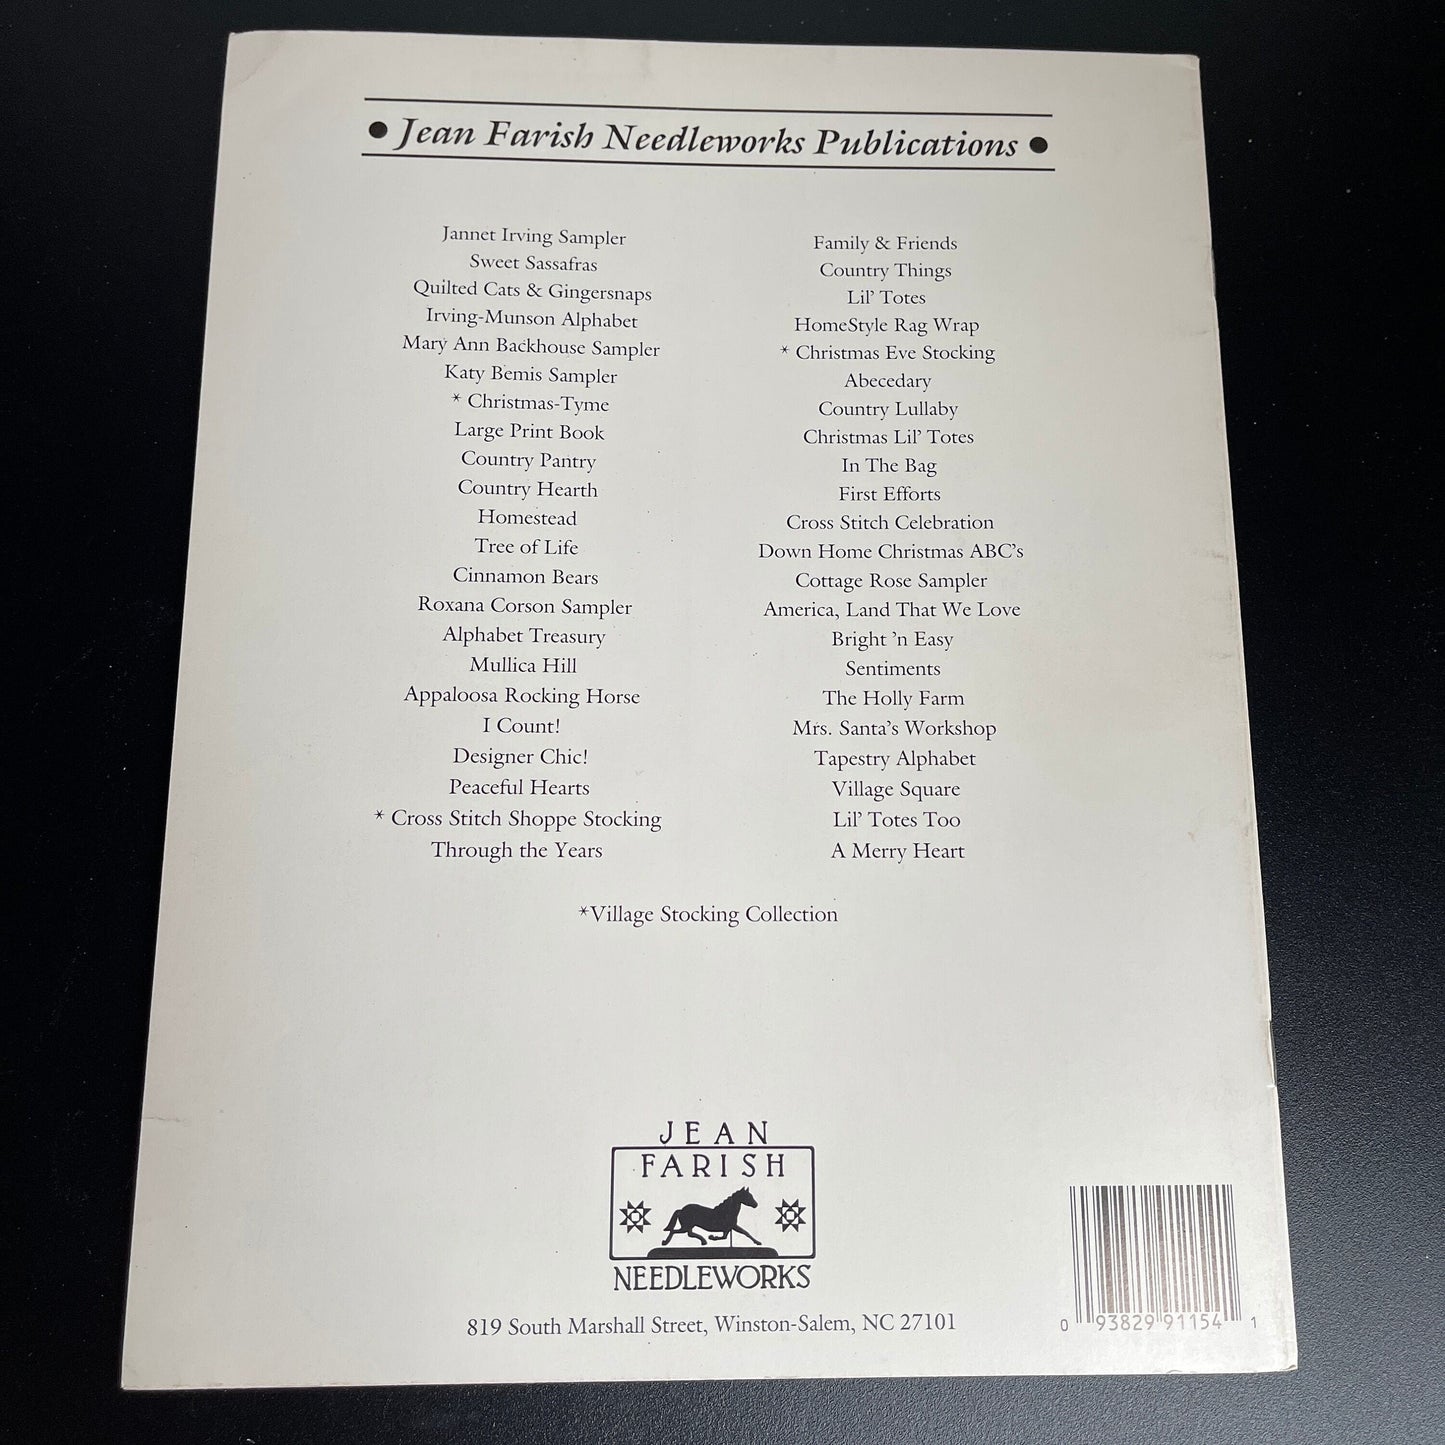 • Jean Farish Needleworks Publications •
Jannet Irving Sampler
Sweet Sassafras
Quilted Cats & Gingersnaps
Irving-Munson Alphabet
Mary Ann Backhouse Sampler
Katy Bemis Sampler
* Christmas-Tyme
Large Print Book
Country Pantry
Country Hearth
Homestead
Tree of Life
Cinnamon Bears
Roxana Corson Sampler
Alphabet Treasury
Mullica Hill
Appaloosa Rocking Horse
I Count!
Designer Chic!
Peaceful Hearts
* Cross Stitch Shoppe Stocking
Through the Years
Family & Friends
Country Things
Lil' Totes
HomeStyle Rag Wrap
* Christmas Eve Stocking
Abecedary
Country Lullaby
Christmas Lil' Totes
In The Bag
First Efforts
Cross Stitch Celebration
Down Home Christmas ABC's
Cottage Rose Sampler
America, Land That We Love
Bright 'n Easy
Sentiments
The Holly Farm
Mrs. Santa's Workshop
Tapestry Alphabet
Village Square
Lil' Totes Too
A Merry Heart
*Village Stocking Collection
JEAN
FARISH
NEEDLEWORKS
819 South Marshall Street, Winston-Salem, NC 27101
0 93829 91154 1